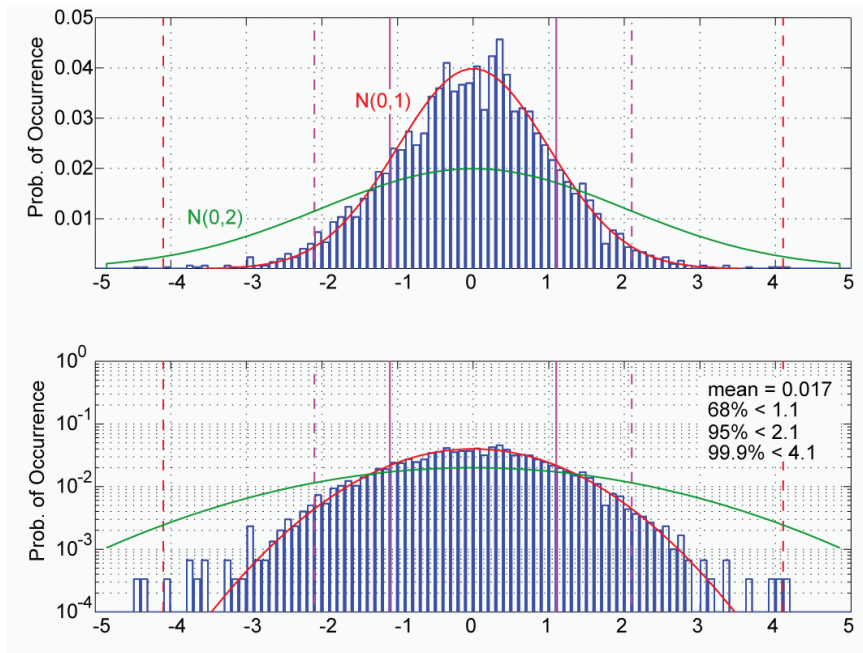 0.05
0.04
0.03
0.02
0.01
Prob. of Occurrence
N(0,1)
N(0,2)
-5 -4 -3 -2 -1 0 1 2 3 4 5
10^0
10^-1
10^-2
10^-3
10^-4
Prob. of Occurrence
mean = 0.017
68% < 1.1
95% < 2.1
99.9% < 4.1
-5 -4 -3 -2 -1 0 1 2 3 4 5